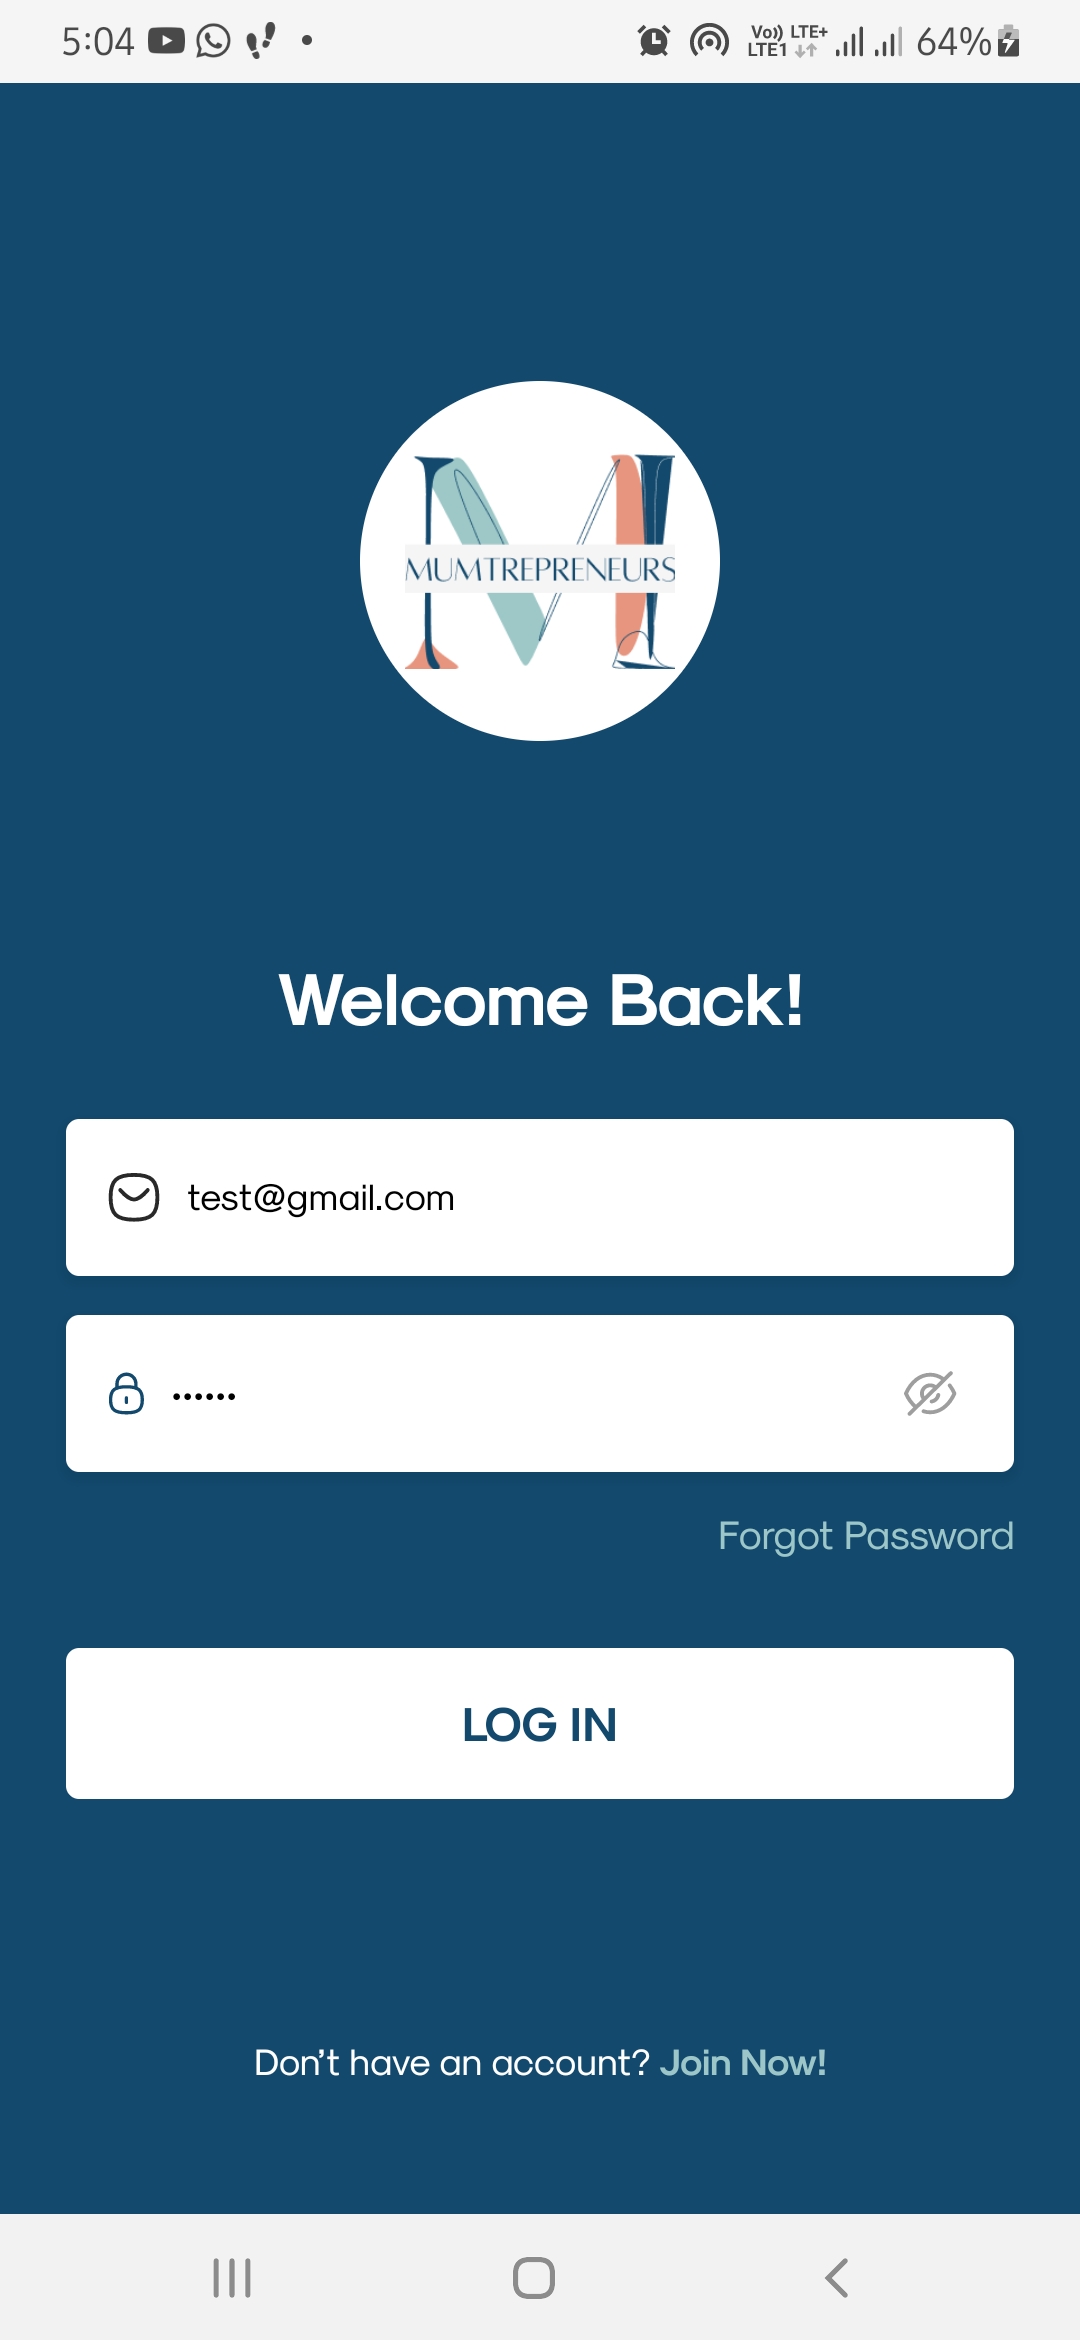 5:04 Vo)) LTE+ 64%
LTE1
MUMTREPRENEURS
Welcome Back!
test@gmail.com
••••••
Forgot Password
LOG IN
Don’t have an account? Join Now!